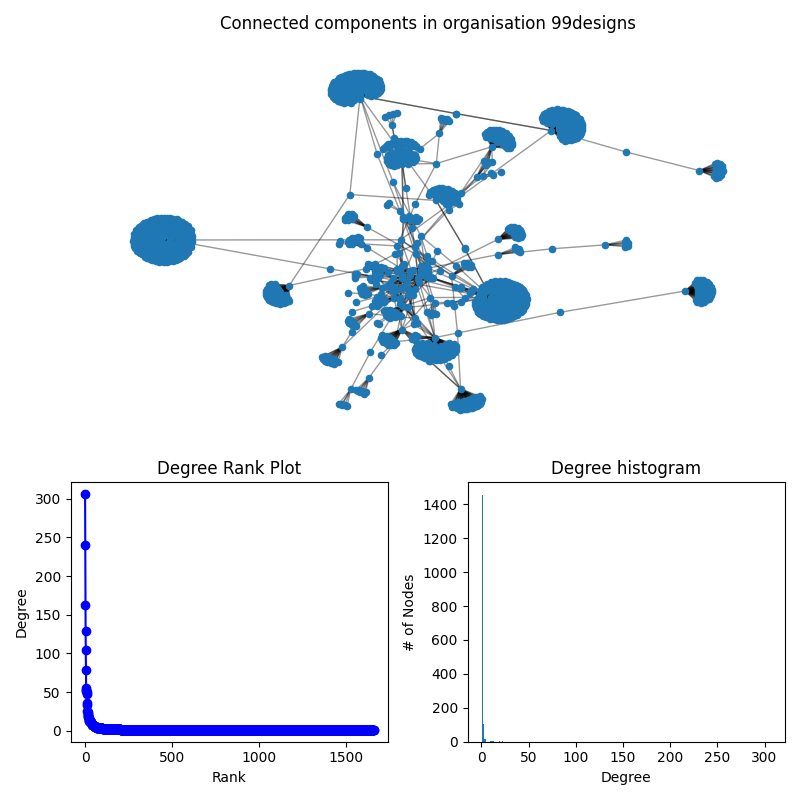 Connected components in organisation 99designs
Degree Rank Plot
Degree
300
250
200
150
100
50
0
0 500 1000 1500
Rank
Degree histogram
# of Nodes
1400
1200
1000
800
600
400
200
0
0 50 100 150 200 250 300
Degree